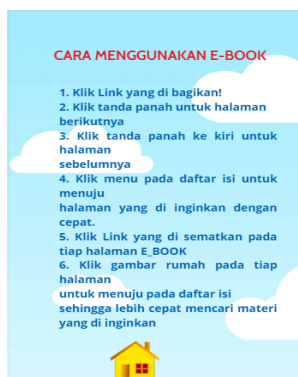 CARA MENGGUNAKAN E-BOOK
1. Klik Link yang di bagikan!
2. Klik tanda panah untuk halaman
berikutnya
3. Klik tanda panah ke kiri untuk
halaman
sebelumnya
4. Klik menu pada daftar isi untuk
menuju
halaman yang di inginkan dengan
cepat.
5. Klik Link yang di sematkan pada
tiap halaman E_BOOK
6. Klik gambar rumah pada tiap
halaman
untuk menuju pada daftar isi
sehingga lebih cepat mencari materi
yang di inginkan